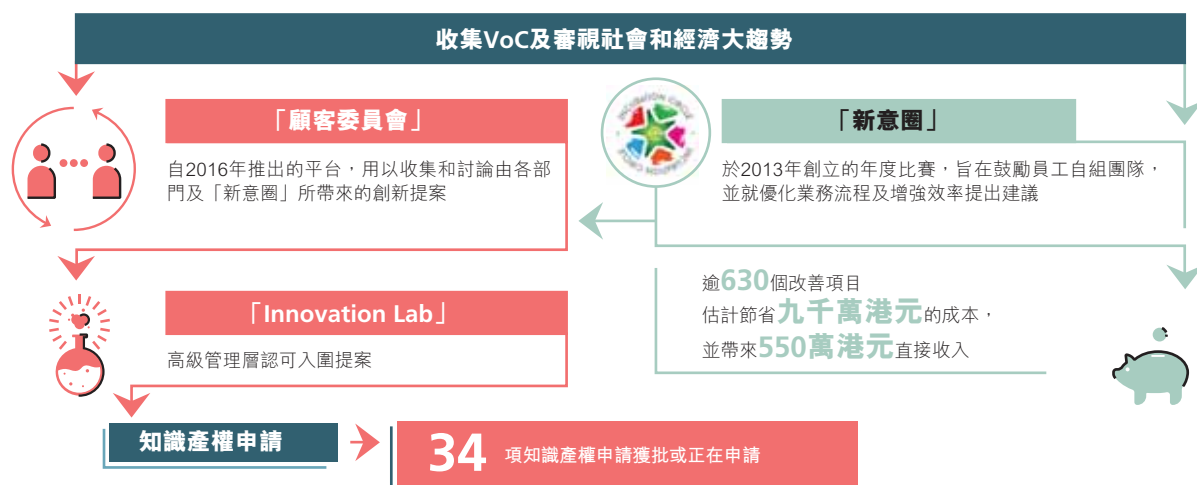 收集VoC及審視社會和經濟大趨勢
「顧客委員會」
自2016年推出的平台，用以收集和討論由各部
門及「新意圈」所帶來的創新提案
INCUBATION CIRCLE
「新意圈」
於2013年創立的年度比賽，旨在鼓勵員工自組團隊，
並就優化業務流程及增強效率提出建議
逾630個改善項目
估計節省九千萬港元的成本，
並帶來550萬港元直接收入
「Innovation Lab」
高級管理層認可入圍提案
知識產權申請
34 項知識產權申請獲批或正在申請